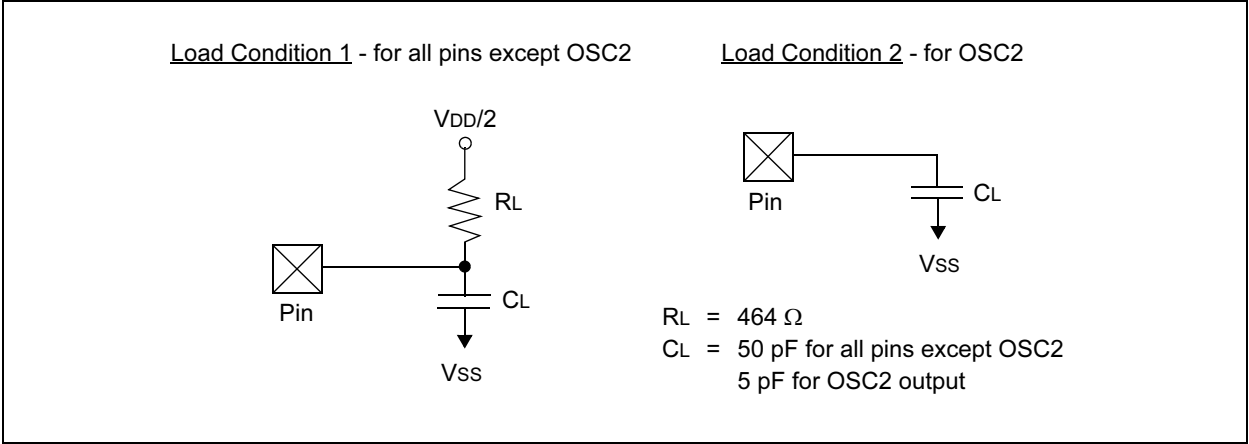 Load Condition 1 - for all pins except OSC2
VDD/2
RL
Pin
CL
VSS
Load Condition 2 - for OSC2
Pin
CL
VSS
RL = 464 Ω
CL = 50 pF for all pins except OSC2
5 pF for OSC2 output